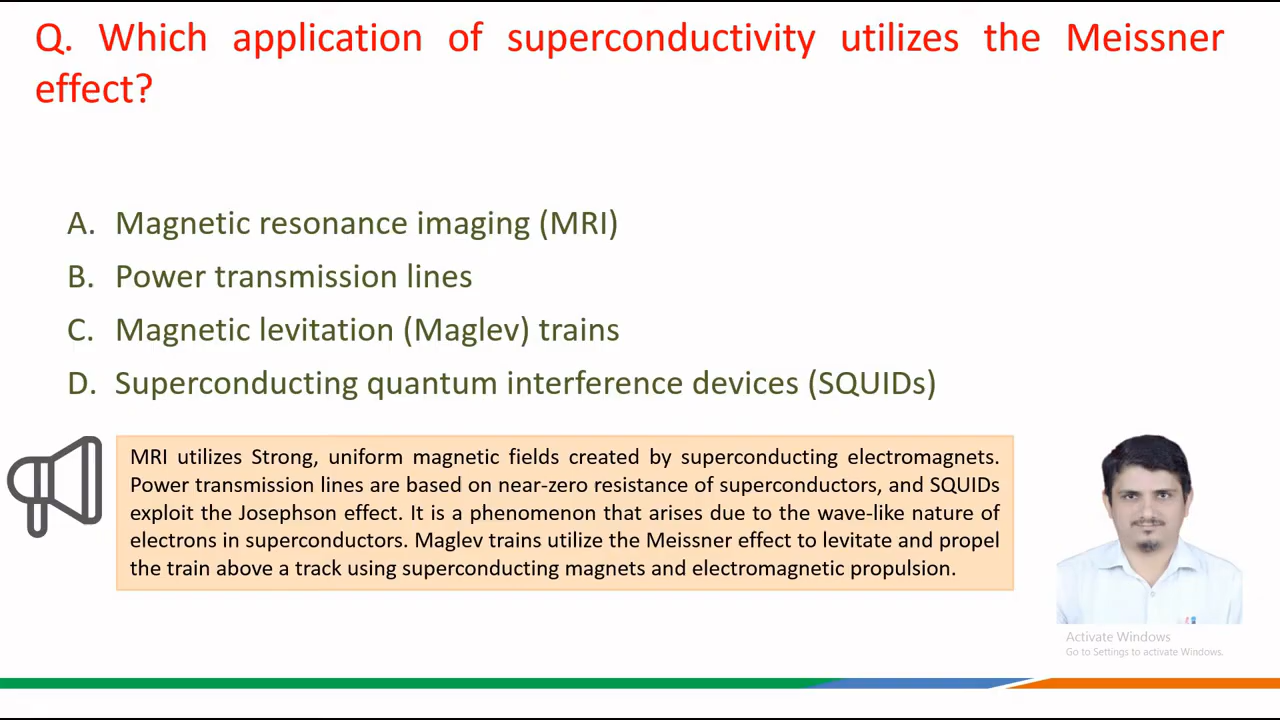 Q. Which application of superconductivity utilizes the Meissner
effect?
A. Magnetic resonance imaging (MRI)
B. Power transmission lines
C. Magnetic levitation (Maglev) trains
D. Superconducting quantum interference devices (SQUIDs)
MRI utilizes Strong, uniform magnetic fields created by superconducting electromagnets.
Power transmission lines are based on near-zero resistance of superconductors, and SQUIDs
exploit the Josephson effect. It is a phenomenon that arises due to the wave-like nature of
electrons in superconductors. Maglev trains utilize the Meissner effect to levitate and propel
the train above a track using superconducting magnets and electromagnetic propulsion.
Activate Windows
Go to Settings to activate Windows.